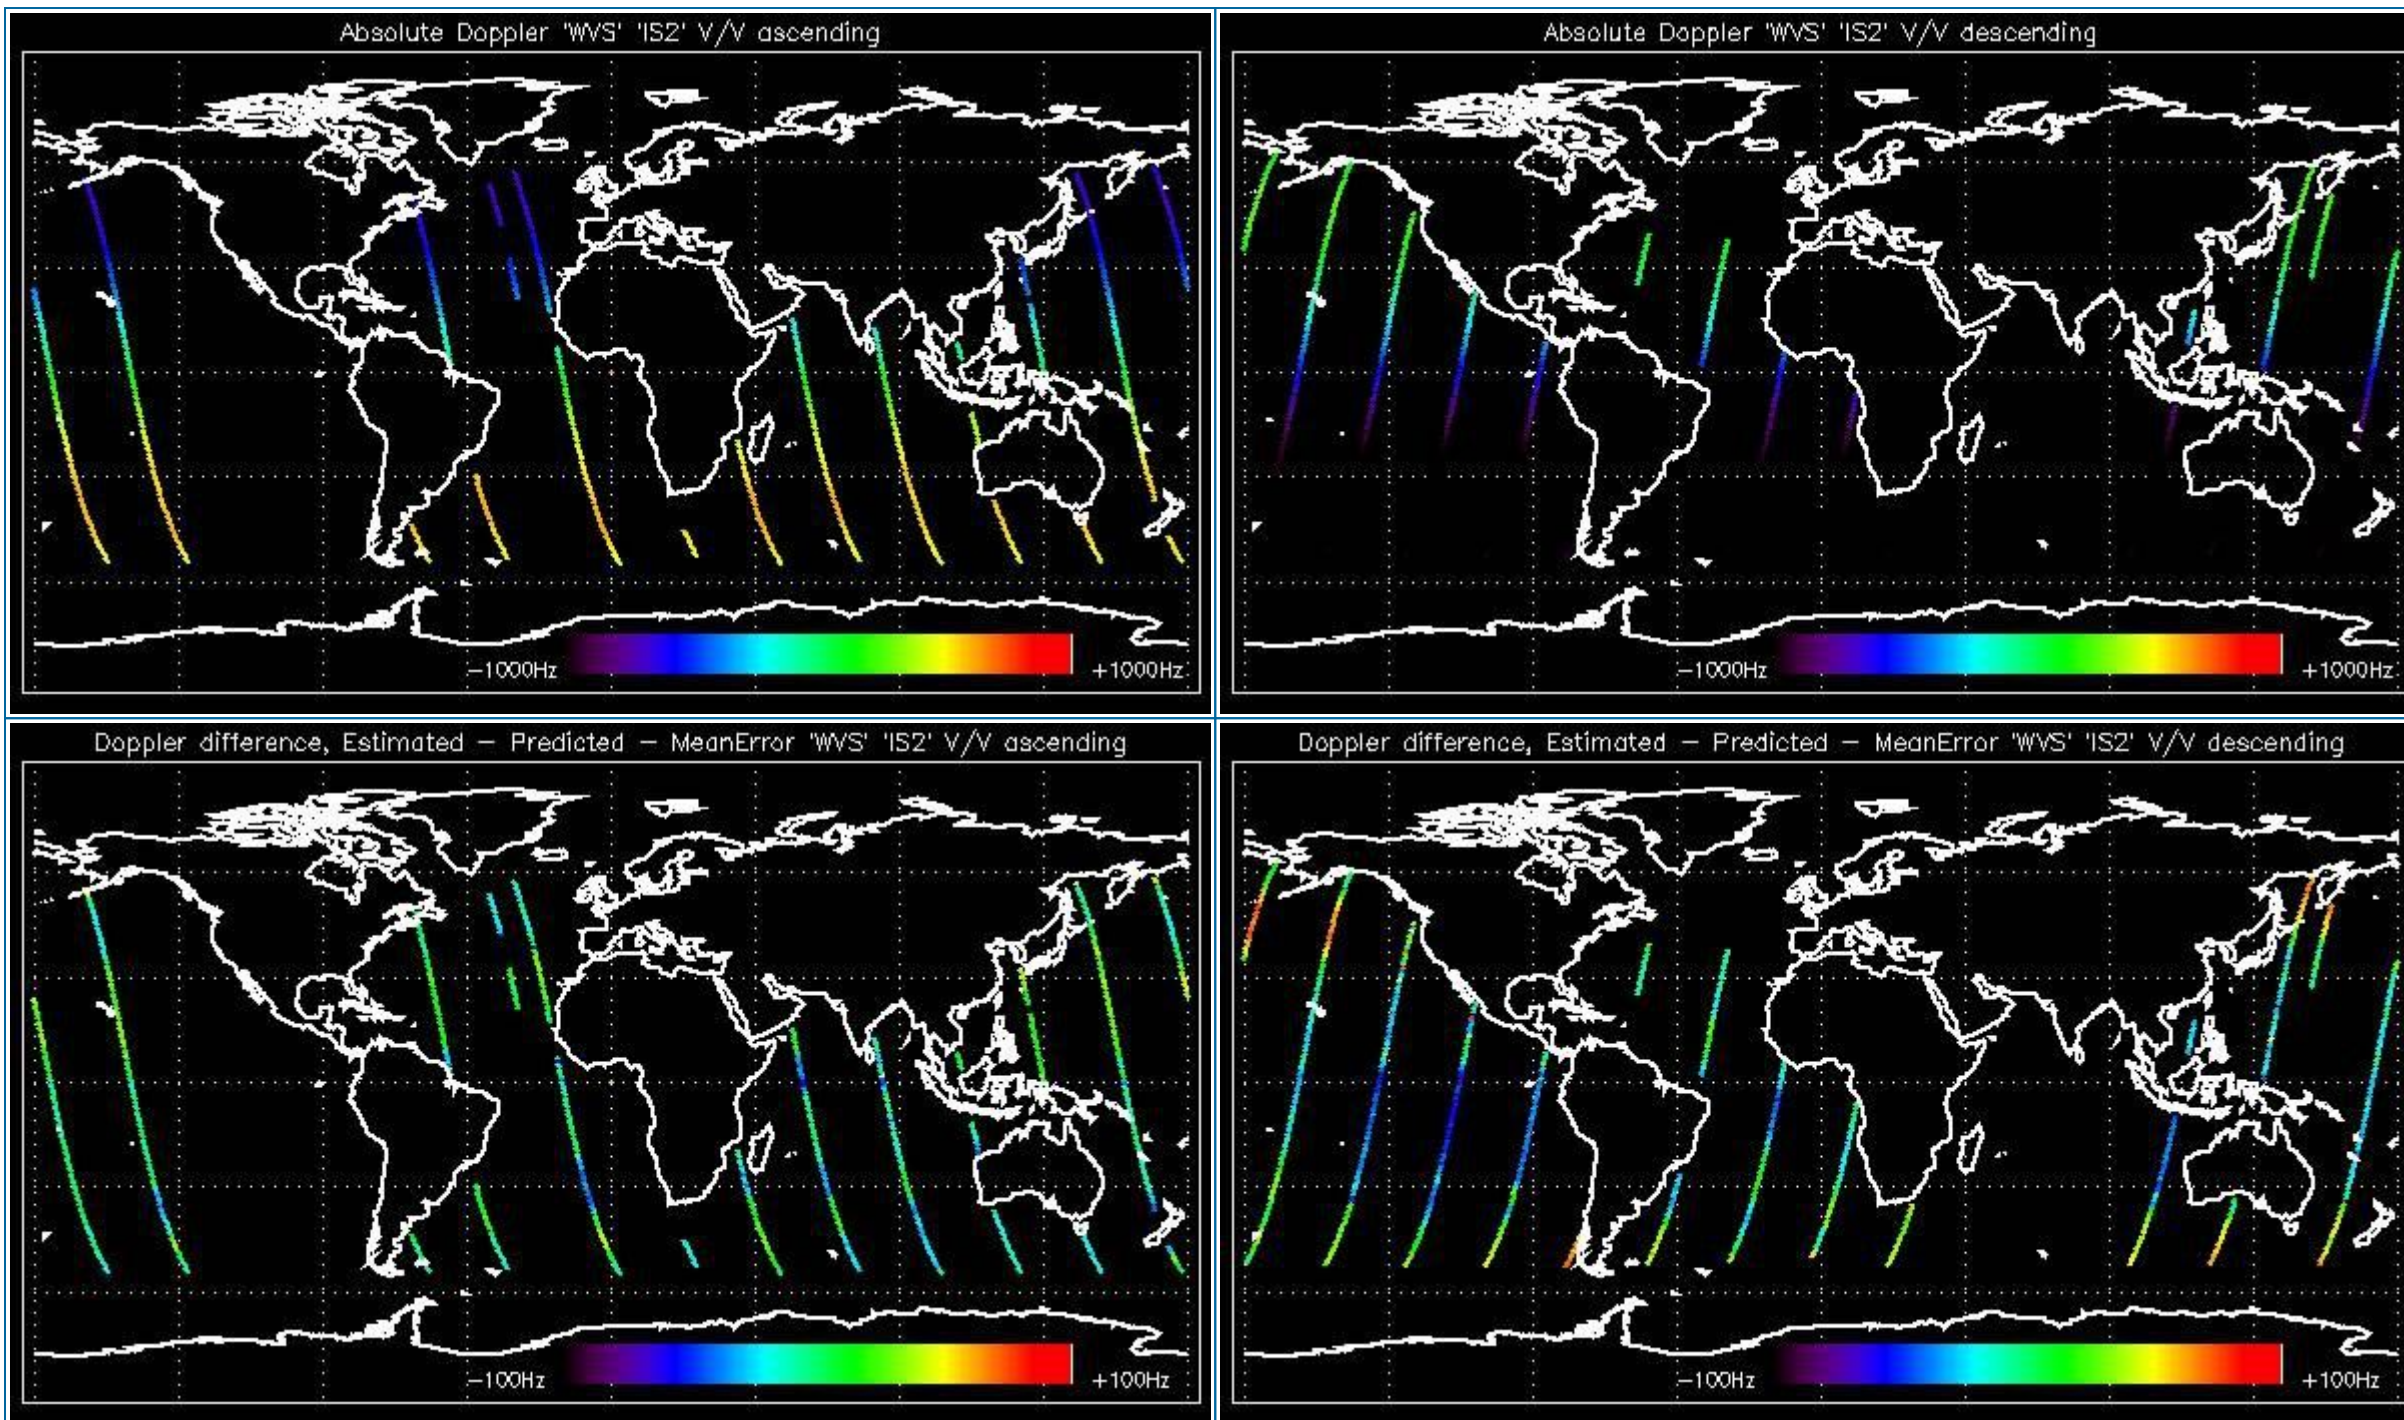 Absolute Doppler 'WVS' 'IS2' V/V ascending
-1000Hz
+1000Hz
Absolute Doppler 'WVS' 'IS2' V/V descending
-1000Hz
+1000Hz
Doppler difference, Estimated - Predicted - MeanError 'WVS' 'IS2' V/V ascending
-100Hz
+100Hz
Doppler difference, Estimated - Predicted - MeanError 'WVS' 'IS2' V/V descending
-100Hz
+100Hz